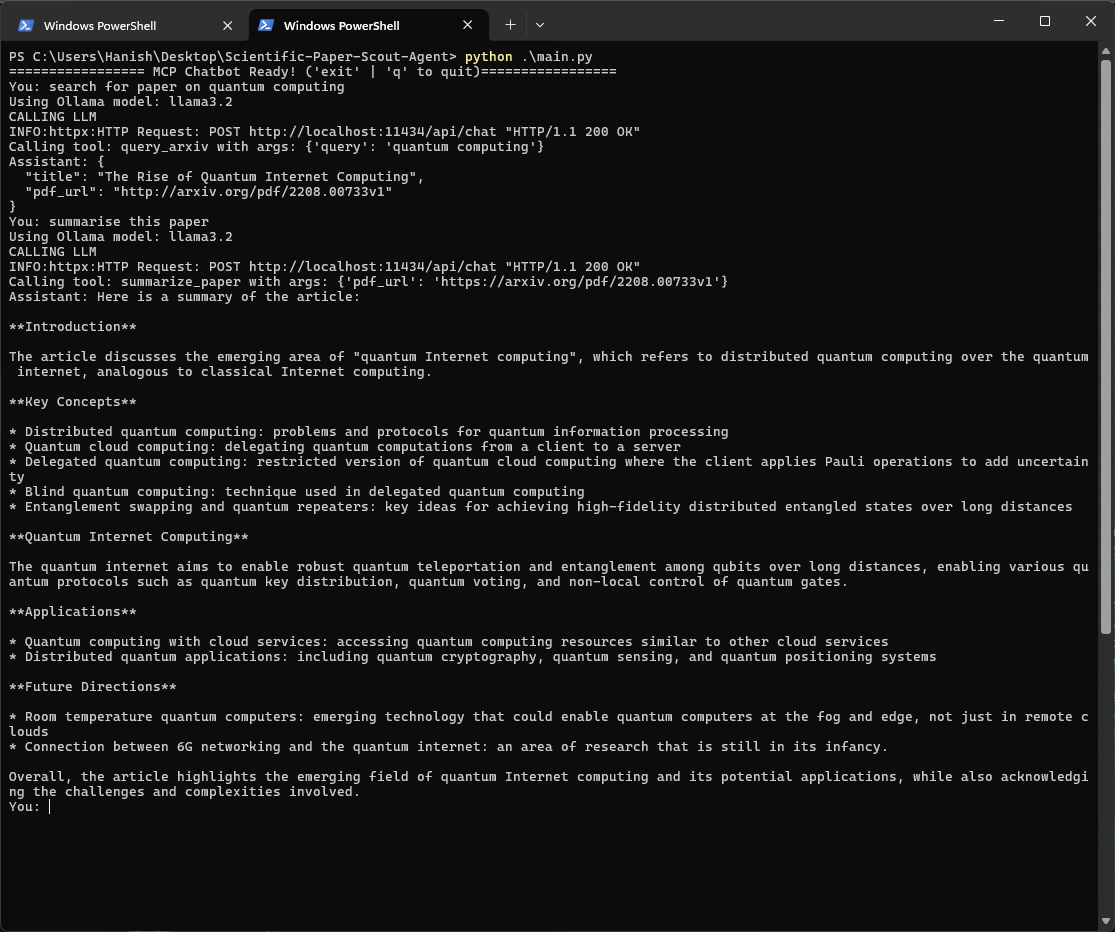 Windows PowerShell
Windows PowerShell
PS C:\Users\Hanish\Desktop\Scientific-Paper-Scout-Agent> python .\main.py
================= MCP Chatbot Ready! ('exit' | 'q' to quit)=================
You: search for paper on quantum computing
Using Ollama model: llama3.2
CALLING LLM
INFO:httpx:HTTP Request: POST http://localhost:11434/api/chat "HTTP/1.1 200 OK"
Calling tool: query_arxiv with args: {'query': 'quantum computing'}
Assistant: {
  "title": "The Rise of Quantum Internet Computing",
  "pdf_url": "http://arxiv.org/pdf/2208.00733v1"
}
You: summarise this paper
Using Ollama model: llama3.2
CALLING LLM
INFO:httpx:HTTP Request: POST http://localhost:11434/api/chat "HTTP/1.1 200 OK"
Calling tool: summarize_paper with args: {'pdf_url': 'https://arxiv.org/pdf/2208.00733v1'}
Assistant: Here is a summary of the article:

**Introduction**

The article discusses the emerging area of "quantum Internet computing", which refers to distributed quantum computing over the quantum
 internet, analogous to classical Internet computing.

**Key Concepts**

* Distributed quantum computing: problems and protocols for quantum information processing
* Quantum cloud computing: delegating quantum computations from a client to a server
* Delegated quantum computing: restricted version of quantum cloud computing where the client applies Pauli operations to add uncertain
ty
* Blind quantum computing: technique used in delegated quantum computing
* Entanglement swapping and quantum repeaters: key ideas for achieving high-fidelity distributed entangled states over long distances

**Quantum Internet Computing**

The quantum internet aims to enable robust quantum teleportation and entanglement among qubits over long distances, enabling various qu
antum protocols such as quantum key distribution, quantum voting, and non-local control of quantum gates.

**Applications**

* Quantum computing with cloud services: accessing quantum computing resources similar to other cloud services
* Distributed quantum applications: including quantum cryptography, quantum sensing, and quantum positioning systems

**Future Directions**

* Room temperature quantum computers: emerging technology that could enable quantum computers at the fog and edge, not just in remote c
louds
* Connection between 6G networking and the quantum internet: an area of research that is still in its infancy.

Overall, the article highlights the emerging field of quantum Internet computing and its potential applications, while also acknowledgi
ng the challenges and complexities involved.
You: